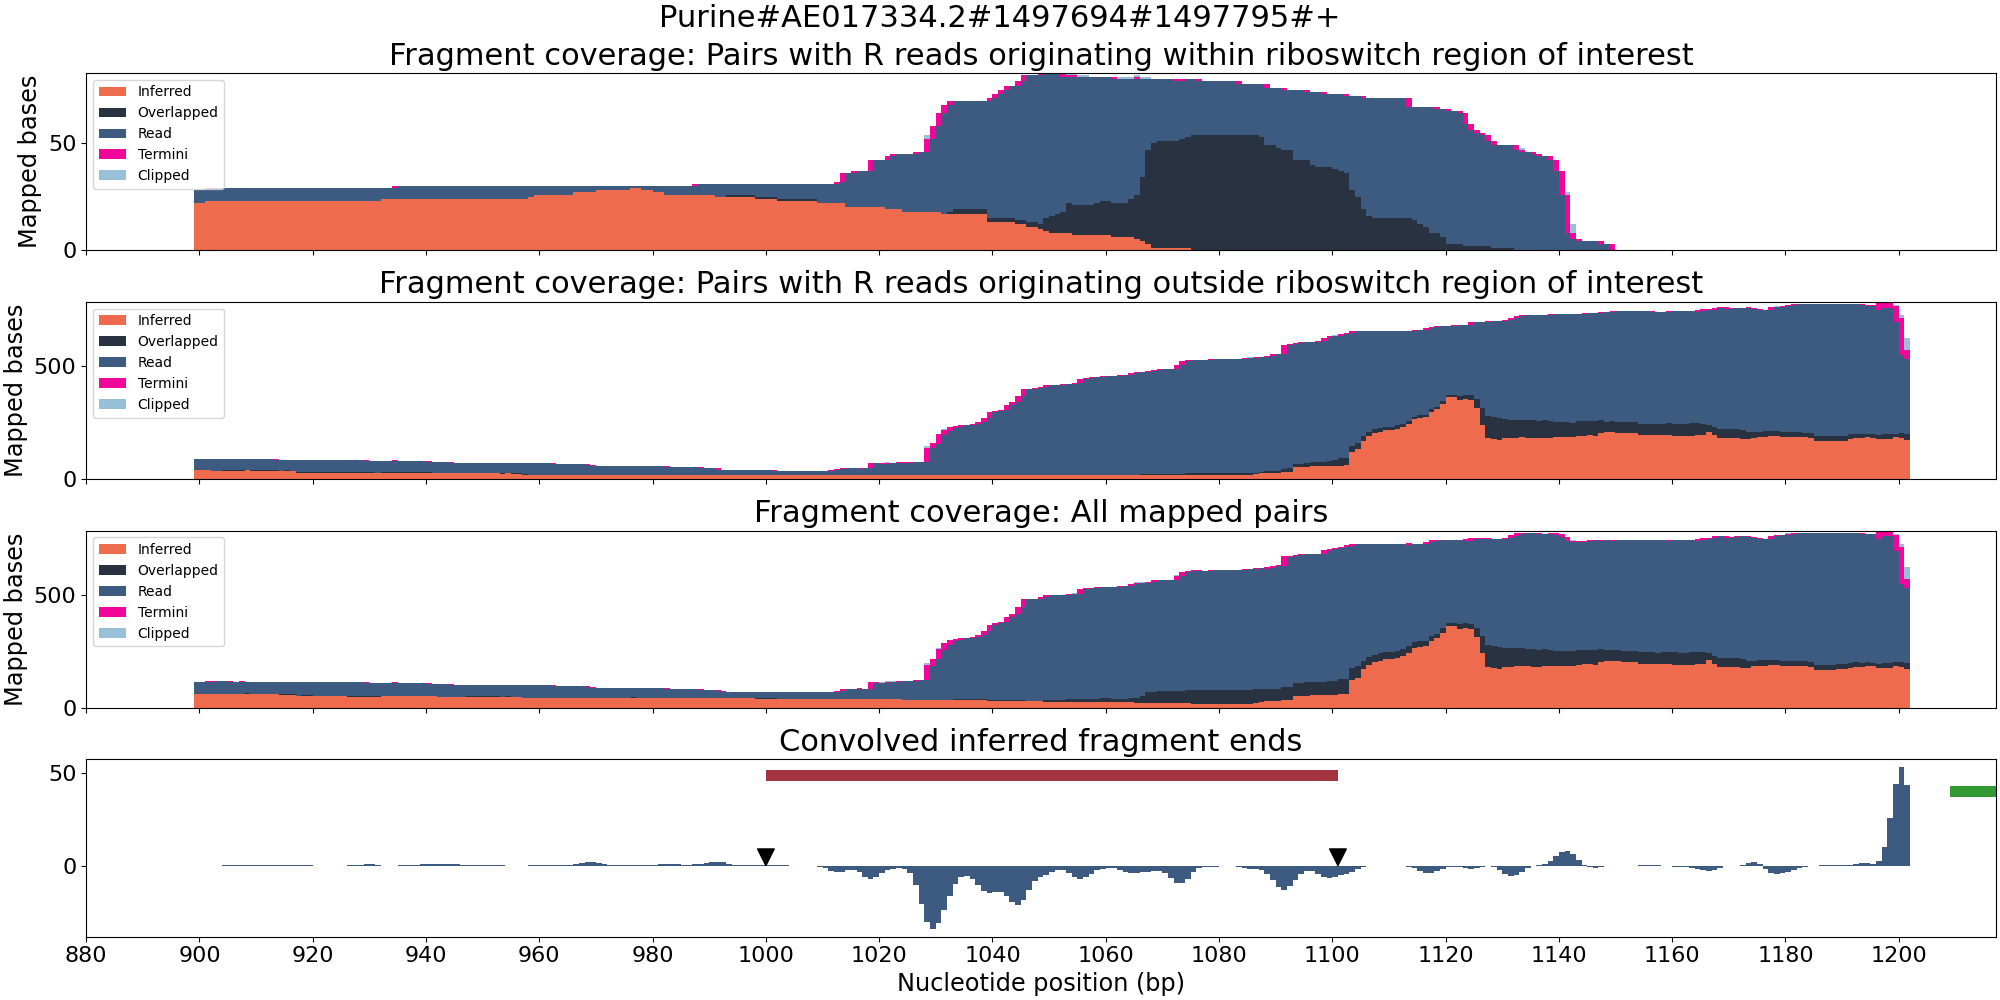 Purine#AE017334.2#1497694#1497795#+
Fragment coverage: Pairs with R reads originating within riboswitch region of interest
Mapped bases
50
0
Inferred
Overlapped
Read
Termini
Clipped
Fragment coverage: Pairs with R reads originating outside riboswitch region of interest
Mapped bases
500
0
Inferred
Overlapped
Read
Termini
Clipped
Fragment coverage: All mapped pairs
Mapped bases
500
0
Inferred
Overlapped
Read
Termini
Clipped
Convolved inferred fragment ends
50
0
880 900 920 940 960 980 1000 1020 1040 1060 1080 1100 1120 1140 1160 1180 1200
Nucleotide position (bp)